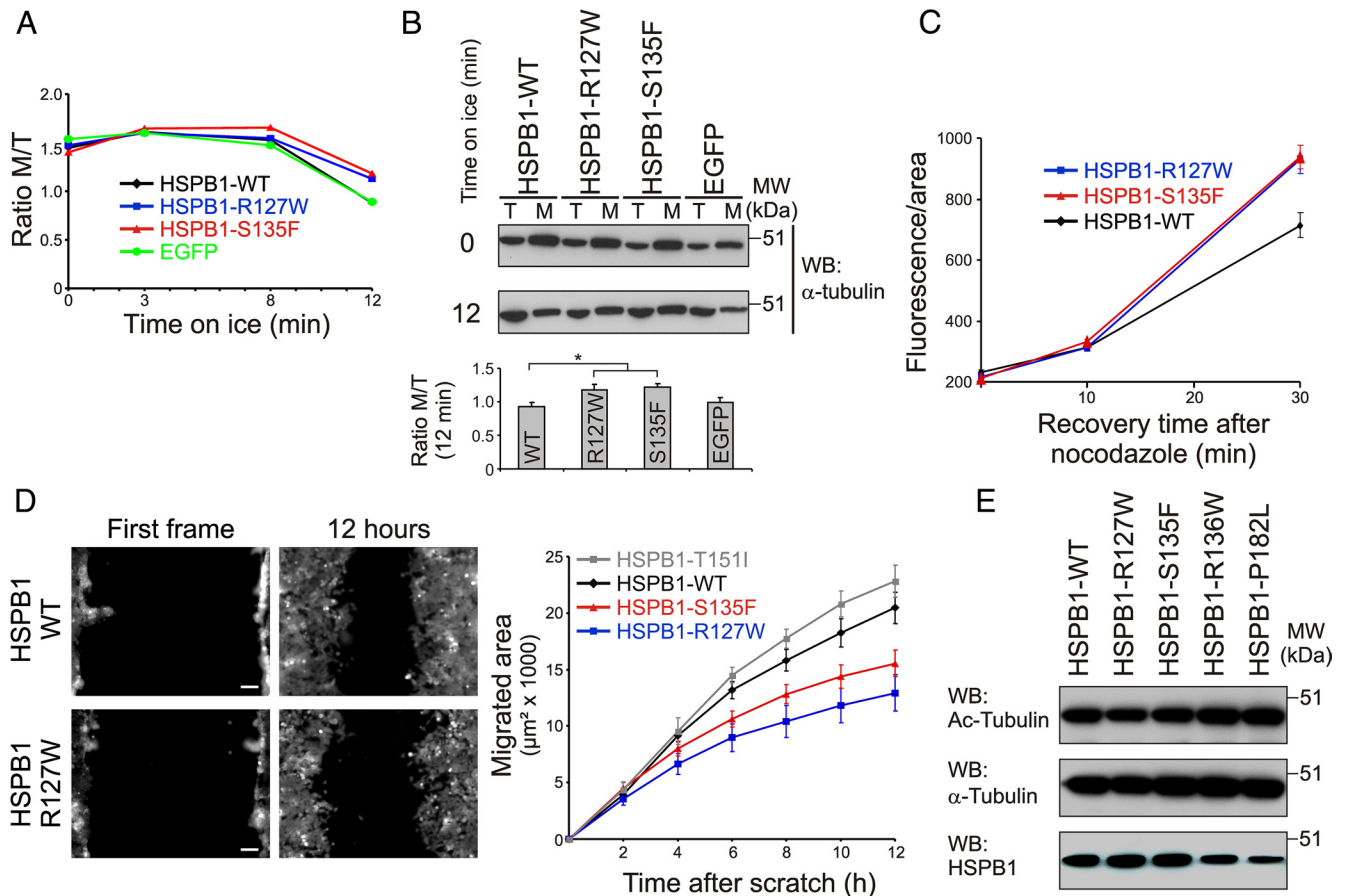 A
2.0
1.5
1.0
0.5
0
Ratio M/T
HSPB1-WT
HSPB1-R127W
HSPB1-S135F
EGFP
0 3 8 12
Time on ice (min)
B
Time on ice (min)
HSPB1-WT
HSPB1-R127W
HSPB1-S135F
EGFP
MW
(kDa)
T M T M T M T M
0
51
12
51
WB:
α-tubulin
*
1.5
1.0
0.5
0
Ratio M/T
(12 min)
WT
R127W
S135F
EGFP
C
1000
800
600
400
200
Fluorescence/area
HSPB1-R127W
HSPB1-S135F
HSPB1-WT
10 20 30
Recovery time after
nocodazole (min)
D
First frame
12 hours
HSPB1
WT
HSPB1
R127W
25
20
15
10
5
0
Migrated area
(µm² x 1000)
HSPB1-T151I
HSPB1-WT
HSPB1-S135F
HSPB1-R127W
2 4 6 8 10 12
Time after scratch (h)
E
HSPB1-WT
HSPB1-R127W
HSPB1-S135F
HSPB1-R136W
HSPB1-P182L
MW
(kDa)
WB:
Ac-Tubulin
51
WB:
α-Tubulin
51
WB:
HSPB1
51